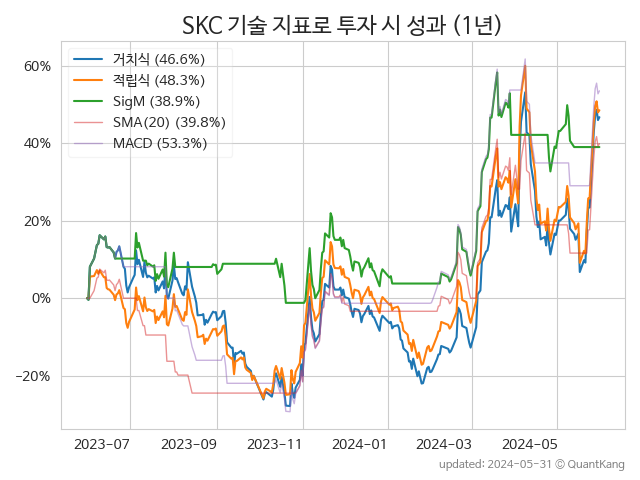 SKC 기술 지표로 투자 시 성과 (1년)
거치식 (46.6%)
적립식 (48.3%)
SigM (38.9%)
SMA(20) (39.8%)
MACD (53.3%)
60%
40%
20%
0%
−20%
2023-07
2023-09
2023-11
2024-01
2024-03
2024-05
updated: 2024-05-31 © QuantKang